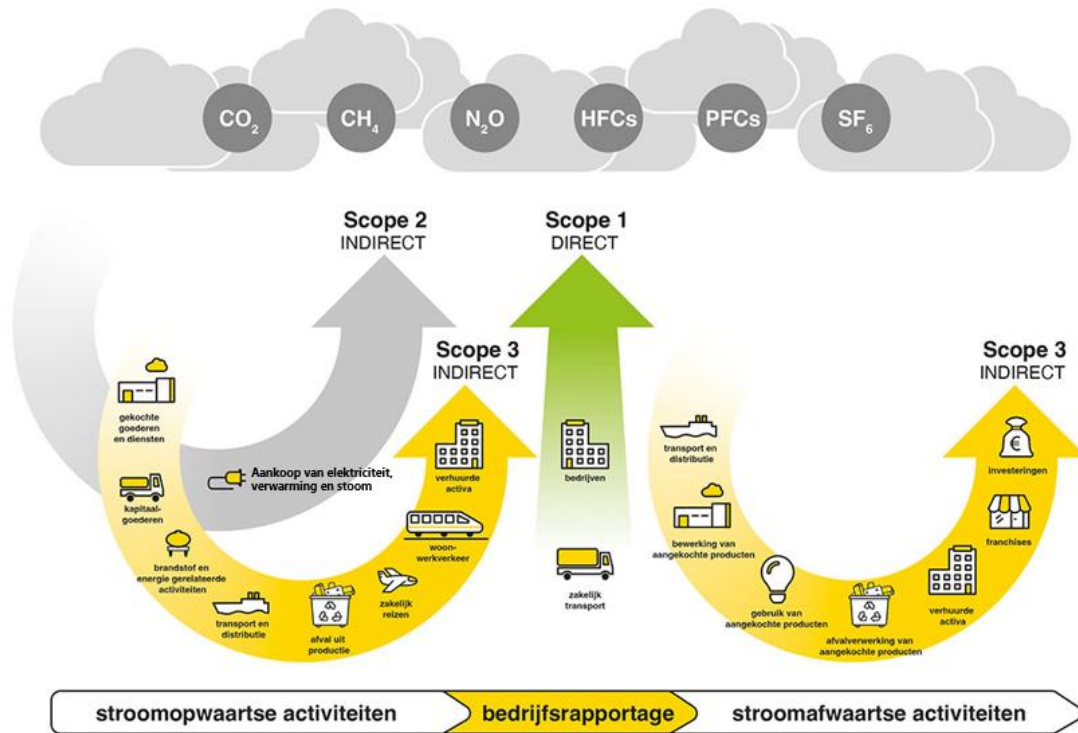 CO₂
CH₄
N₂O
HFCs
PFCs
SF₆
Scope 2
INDIRECT
Scope 1
DIRECT
Scope 3
INDIRECT
Scope 3
INDIRECT
gekochte
goederen
en diensten
kapitaal-
goederen
brandstof en
energie gerelateerde
activiteiten
transport en
distributie
afval uit
productie
zakelijk
reizen
woon-
werkverkeer
verhuurde
activa
Aankoop van elektriciteit,
verwarming en stoom
bedrijven
zakelijk
transport
transport en
distributie
bewerking van
aangekochte producten
gebruik van
aangekochte producten
afvalverwerking van
aangekochte producten
verhuurde
activa
franchises
€
investeringen
stroomopwaartse activiteiten
bedrijfsrapportage
stroomafwaartse activiteiten